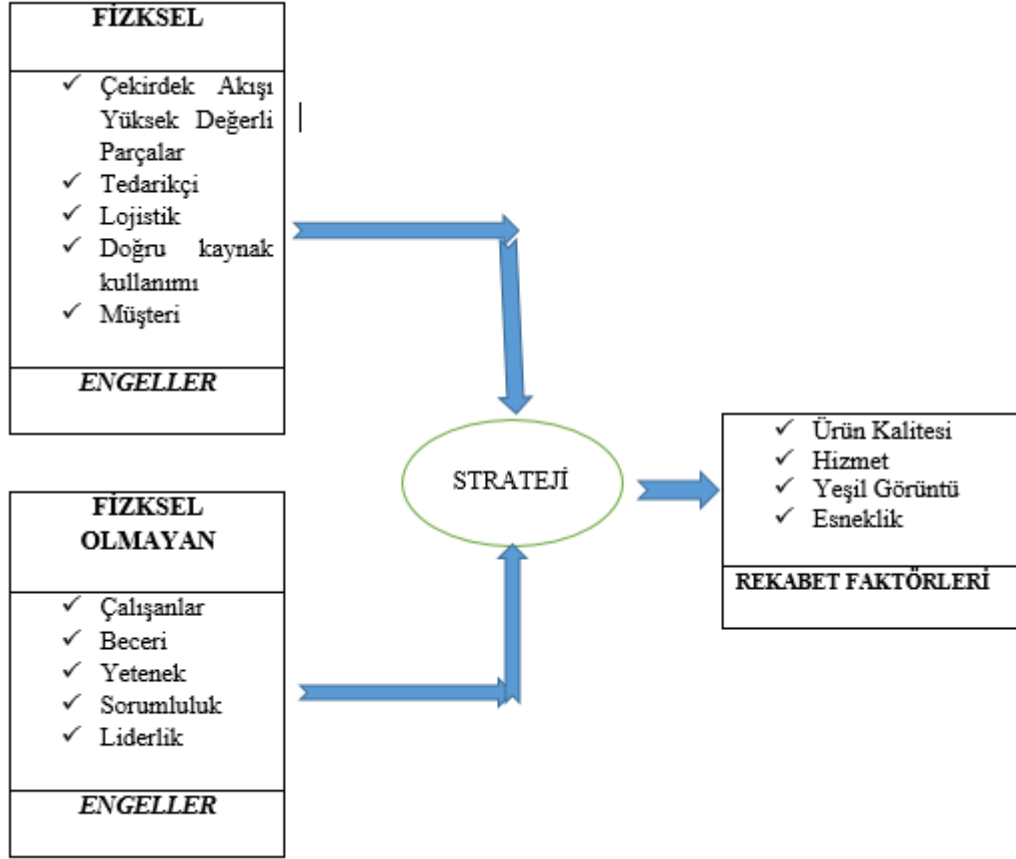 FİZKSEL
✓ Çekirdek Akışı
Yüksek Değerli
Parçalar
✓ Tedarikçi
✓ Lojistik
✓ Doğru kaynak
kullanımı
✓ Müşteri
ENGELLER
FİZKSEL
OLMAYAN
✓ Çalışanlar
✓ Beceri
✓ Yetenek
✓ Sorumluluk
✓ Liderlik
ENGELLER
STRATEJİ
✓ Ürün Kalitesi
✓ Hizmet
✓ Yeşil Görüntü
✓ Esneklik
REKABET FAKTÖRLERİ